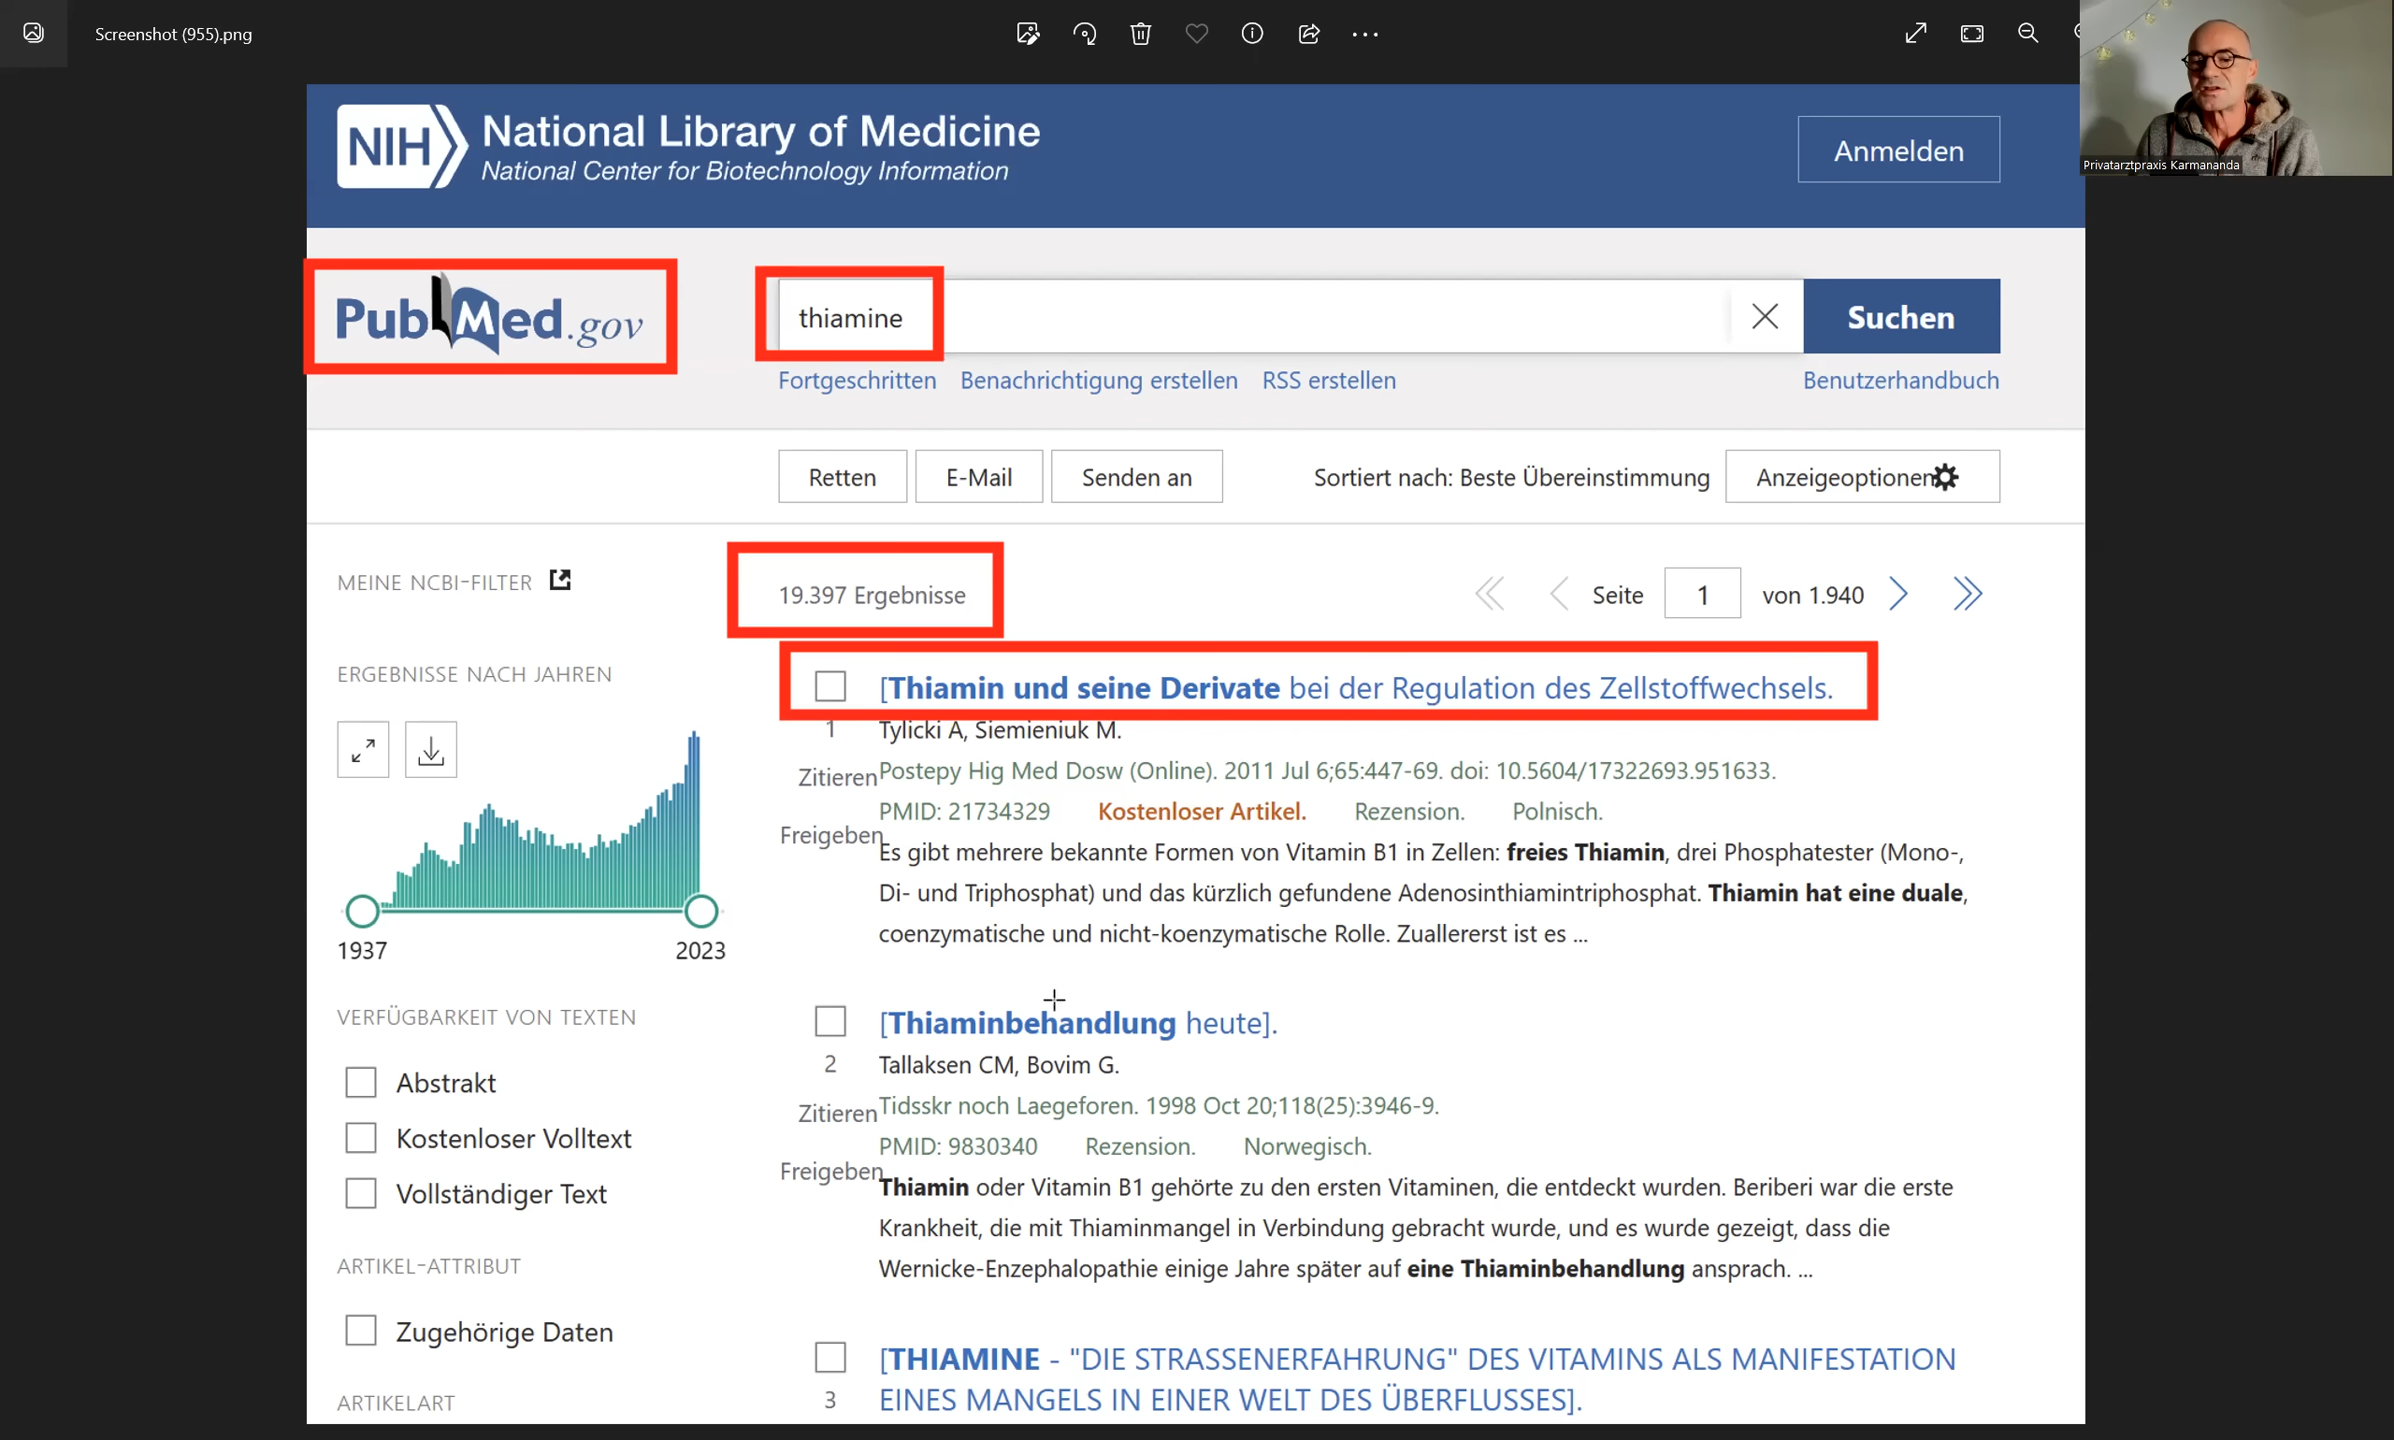 Screenshot (955).png
Privatarztpraxis Karmananda
NIH
National Library of Medicine
National Center for Biotechnology Information
Anmelden
PubMed.gov
thiamine
Suchen
Fortgeschritten Benachrichtigung erstellen RSS erstellen Benutzerhandbuch
Retten E-Mail Senden an Sortiert nach: Beste Übereinstimmung Anzeigeoptionen
MEINE NCBI-FILTER
19.397 Ergebnisse
Seite 1 von 1.940
ERGEBNISSE NACH JAHREN
1937 2023
VERFÜGBARKEIT VON TEXTEN
Abstrakt
Kostenloser Volltext
Vollständiger Text
ARTIKEL-ATTRIBUT
Zugehörige Daten
ARTIKELART
[Thiamin und seine Derivate bei der Regulation des Zellstoffwechsels.
1
Tylicki A, Siemieniuk M.
Zitieren
Postepy Hig Med Dosw (Online). 2011 Jul 6;65:447-69. doi: 10.5604/17322693.951633.
PMID: 21734329 Kostenloser Artikel. Rezension. Polnisch.
Freigeben
Es gibt mehrere bekannte Formen von Vitamin B1 in Zellen: freies Thiamin, drei Phosphatester (Mono-,
Di- und Triphosphat) und das kürzlich gefundene Adenosinthiamintriphosphat. Thiamin hat eine duale,
coenzymatische und nicht-koenzymatische Rolle. Zuallererst ist es ...
[Thiaminbehandlung heute].
2
Tallaksen CM, Bovim G.
Zitieren
Tidsskr noch Laegeforen. 1998 Oct 20;118(25):3946-9.
PMID: 9830340 Rezension. Norwegisch.
Freigeben
Thiamin oder Vitamin B1 gehörte zu den ersten Vitaminen, die entdeckt wurden. Beriberi war die erste
Krankheit, die mit Thiaminmangel in Verbindung gebracht wurde, und es wurde gezeigt, dass die
Wernicke-Enzephalopathie einige Jahre später auf eine Thiaminbehandlung ansprach. ...
[THIAMINE - "DIE STRASSENERFAHRUNG" DES VITAMINS ALS MANIFESTATION
3
EINES MANGELS IN EINER WELT DES ÜBERFLUSSES].